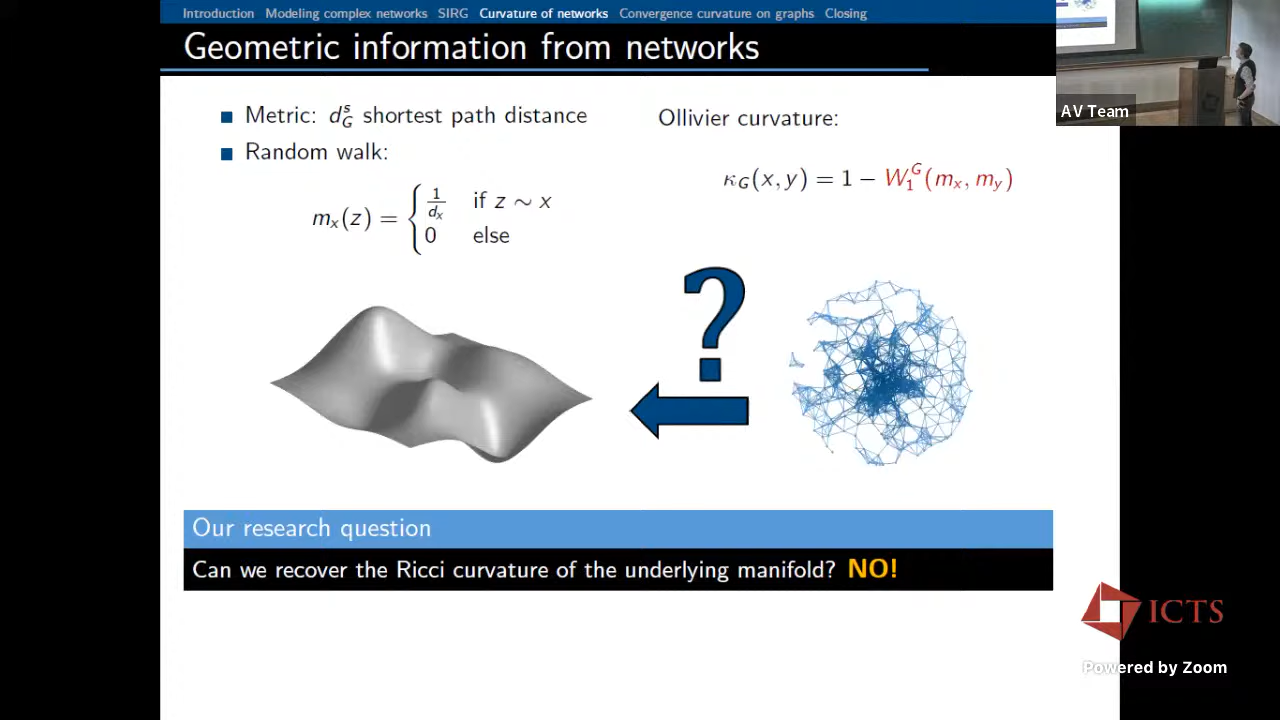 Introduction Modeling complex networks SIRG Curvature of networks Convergence curvature on graphs Closing
Geometric information from networks
AV Team
■ Metric: d_G^s shortest path distance
■ Random walk:
m_x(z) = { 1/d_x if z ∼ x
0 else
Ollivier curvature:
κ_G(x, y) = 1 − W_1^G(m_x, m_y)
?
Our research question
Can we recover the Ricci curvature of the underlying manifold? NO!
ICTS
Powered by Zoom